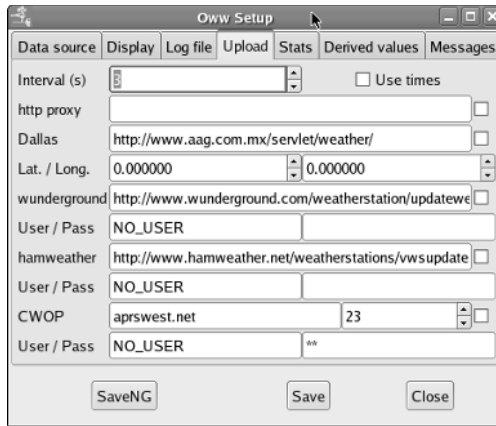 Oww Setup
Data source Display Log file Upload Stats Derived values Messages
Interval (s) 3 Use times
http proxy
Dallas http://www.aag.com.mx/servlet/weather/
Lat. / Long. 0.000000 0.000000
wunderground http://www.wunderground.com/weatherstation/updatewe
User / Pass NO_USER
hamweather http://www.hamweather.net/weatherstations/vwsupdate
User / Pass NO_USER
CWOP aprswest.net 23
User / Pass NO_USER **
SaveNG Save Close